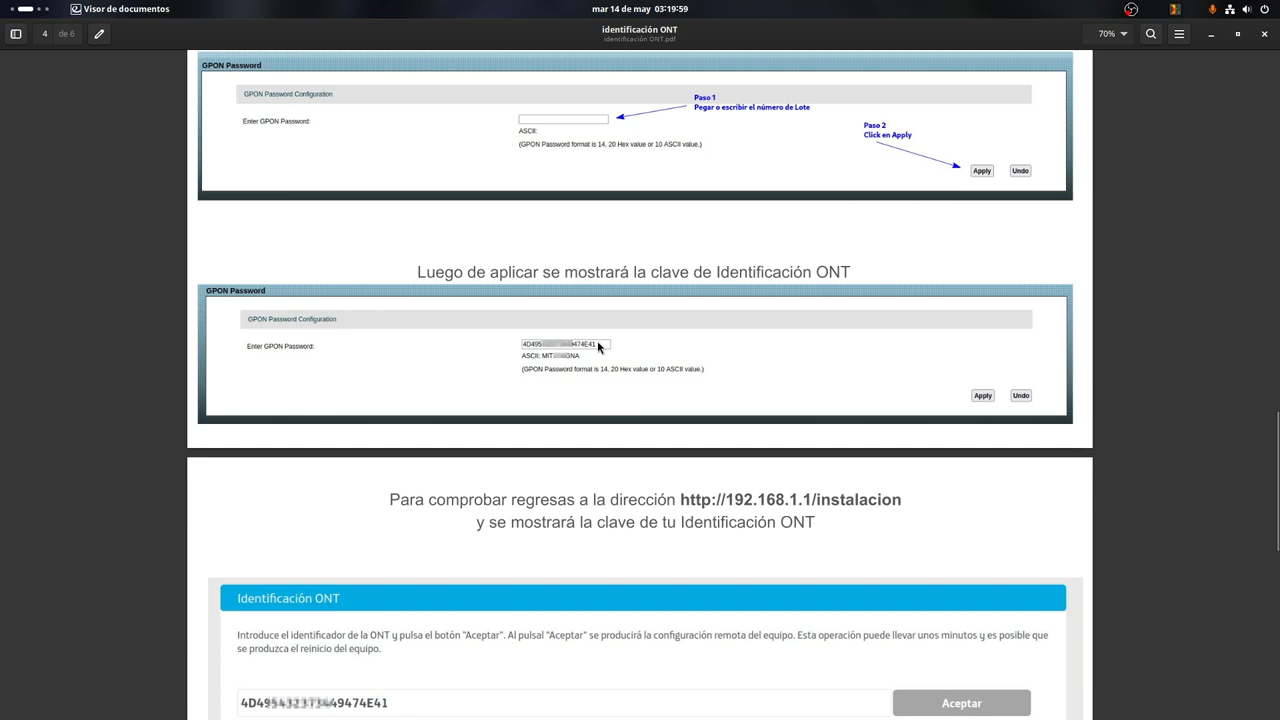 Visor de documentos
mar 14 de may 03:19:59
4 de 6
identificación ONT
identificación ONT.pdf
70%
GPON Password
GPON Password Configuration
Paso 1
Pegar o escribir el número de Lote
Enter GPON Password:
ASCII:
(GPON Password format is 14, 20 Hex value or 10 ASCII value.)
Paso 2
Click en Apply
Apply
Undo
Luego de aplicar se mostrará la clave de Identificación ONT
GPON Password
GPON Password Configuration
Enter GPON Password:
ASCII:
(GPON Password format is 14, 20 Hex value or 10 ASCII value.)
Apply
Undo
Para comprobar regresas a la dirección http://192.168.1.1/instalacion
y se mostrará la clave de tu Identificación ONT
Identificación ONT
Introduce el identificador de la ONT y pulsa el botón "Aceptar". Al pulsal "Aceptar" se producirá la configuración remota del equipo. Esta operación puede llevar unos minutos y es posible que
se produzca el reinicio del equipo.
Aceptar